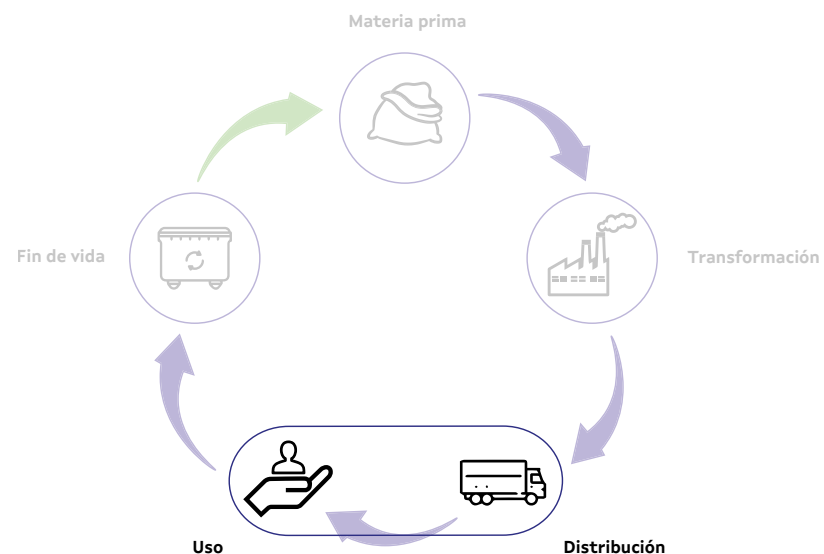 Materia prima
Fin de vida
Transformación
Uso
Distribución